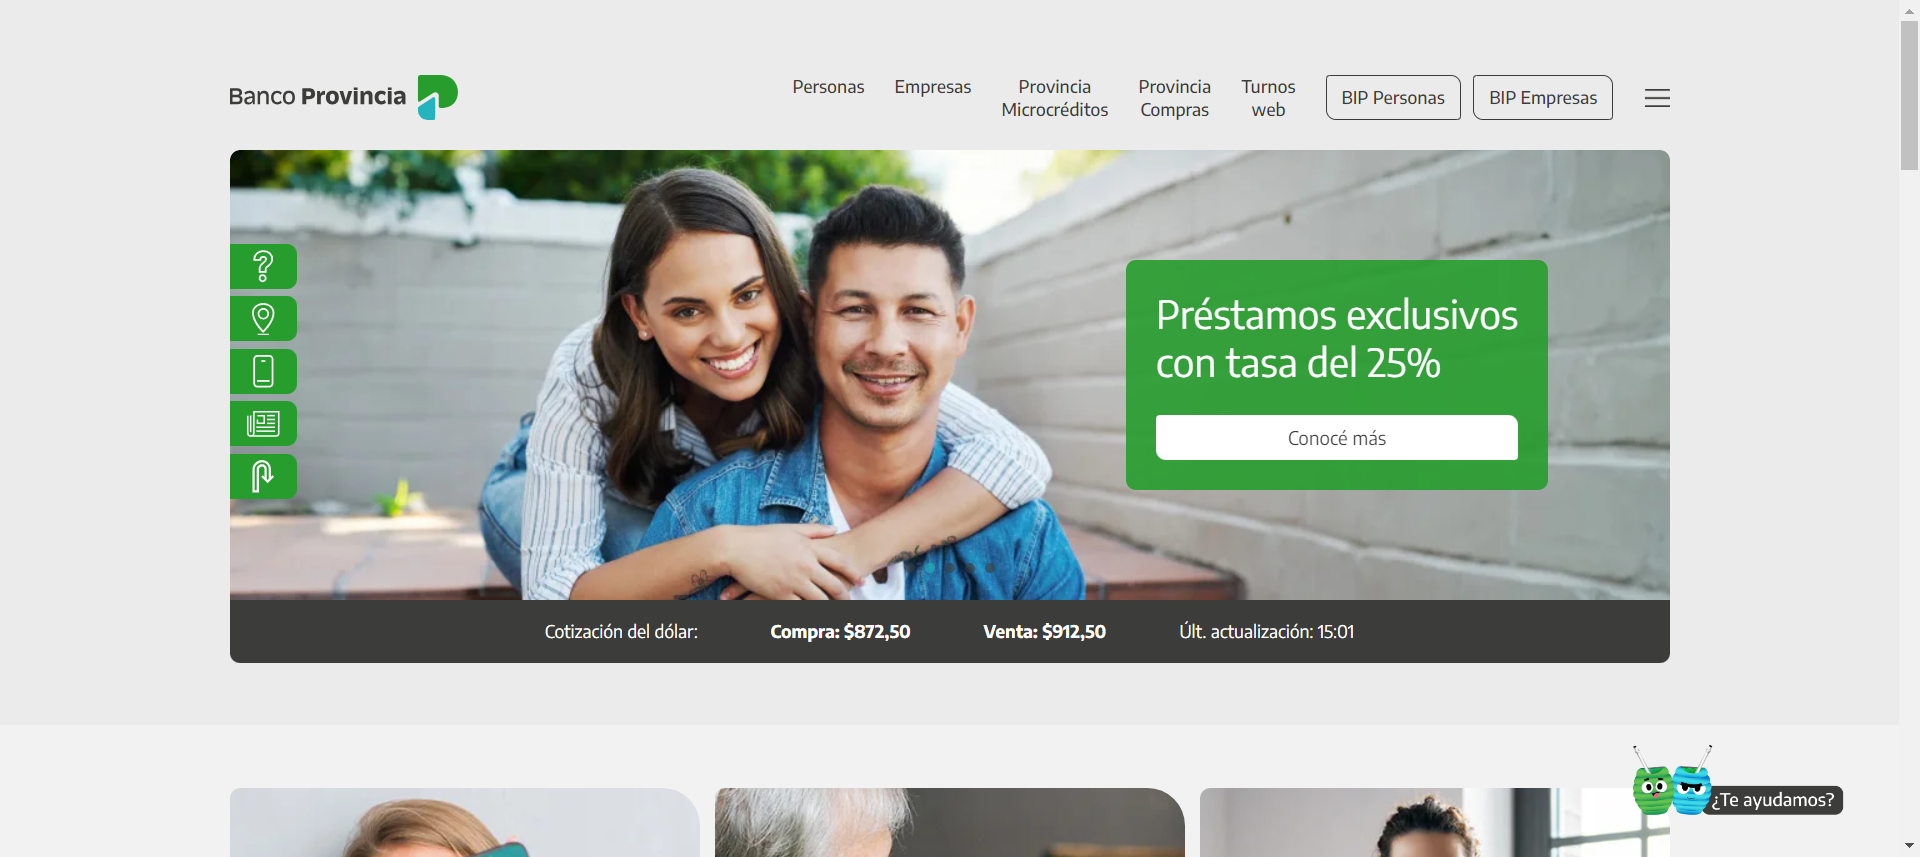 Banco Provincia
Personas
Empresas
Provincia
Microcréditos
Provincia
Compras
Turnos
web
BIP Personas
BIP Empresas
Préstamos exclusivos
con tasa del 25%
Conocé más
Cotización del dólar:
Compra: $872,50
Venta: $912,50
Últ. actualización: 15:01
¿Te ayudamos?